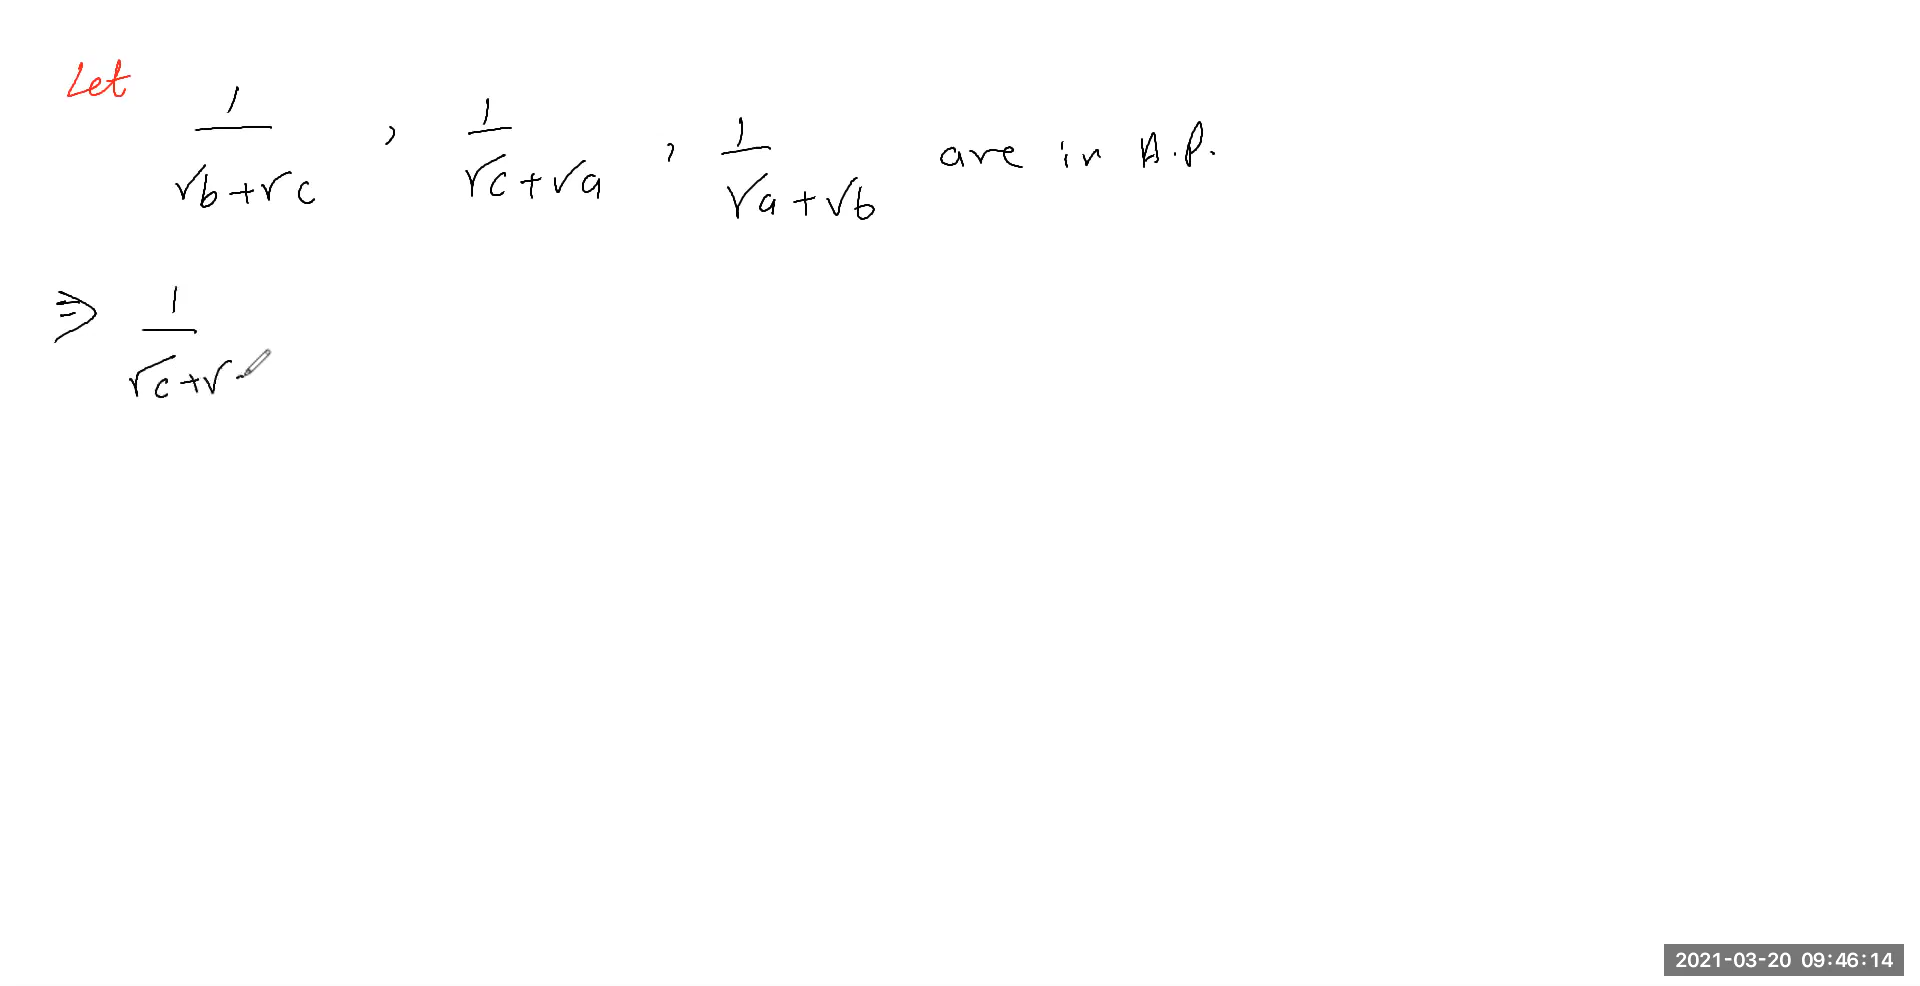 Let
1/(√b+√c) , 1/(√c+√a) , 1/(√a+√b) are in A.P.
⇒ 1/(√c+√
2021-03-20 09:46:14